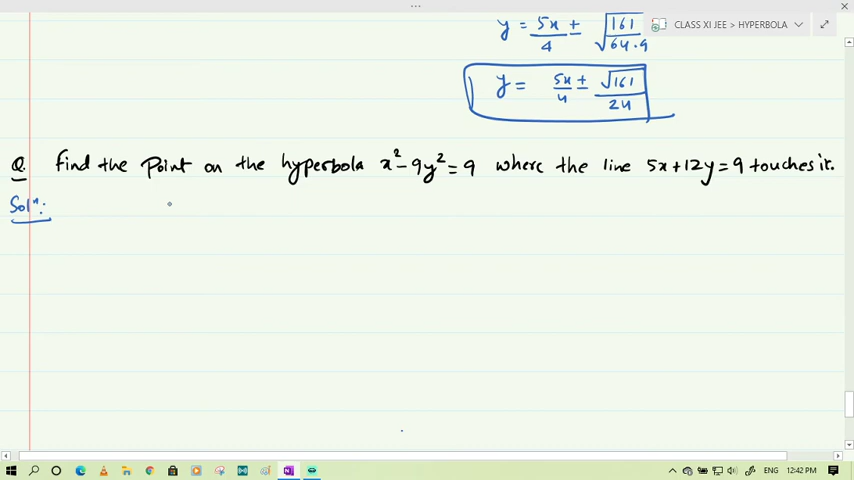 ...
CLASS XI JEE > HYPERBOLA
y = 5x/4 ± √161/√64·9
y = 5x/4 ± √161/24
Q. Find the Point on the hyperbola x² - 9y² = 9 where the line 5x+12y = 9 touches it.
Solⁿ:
ENG 12:42 PM